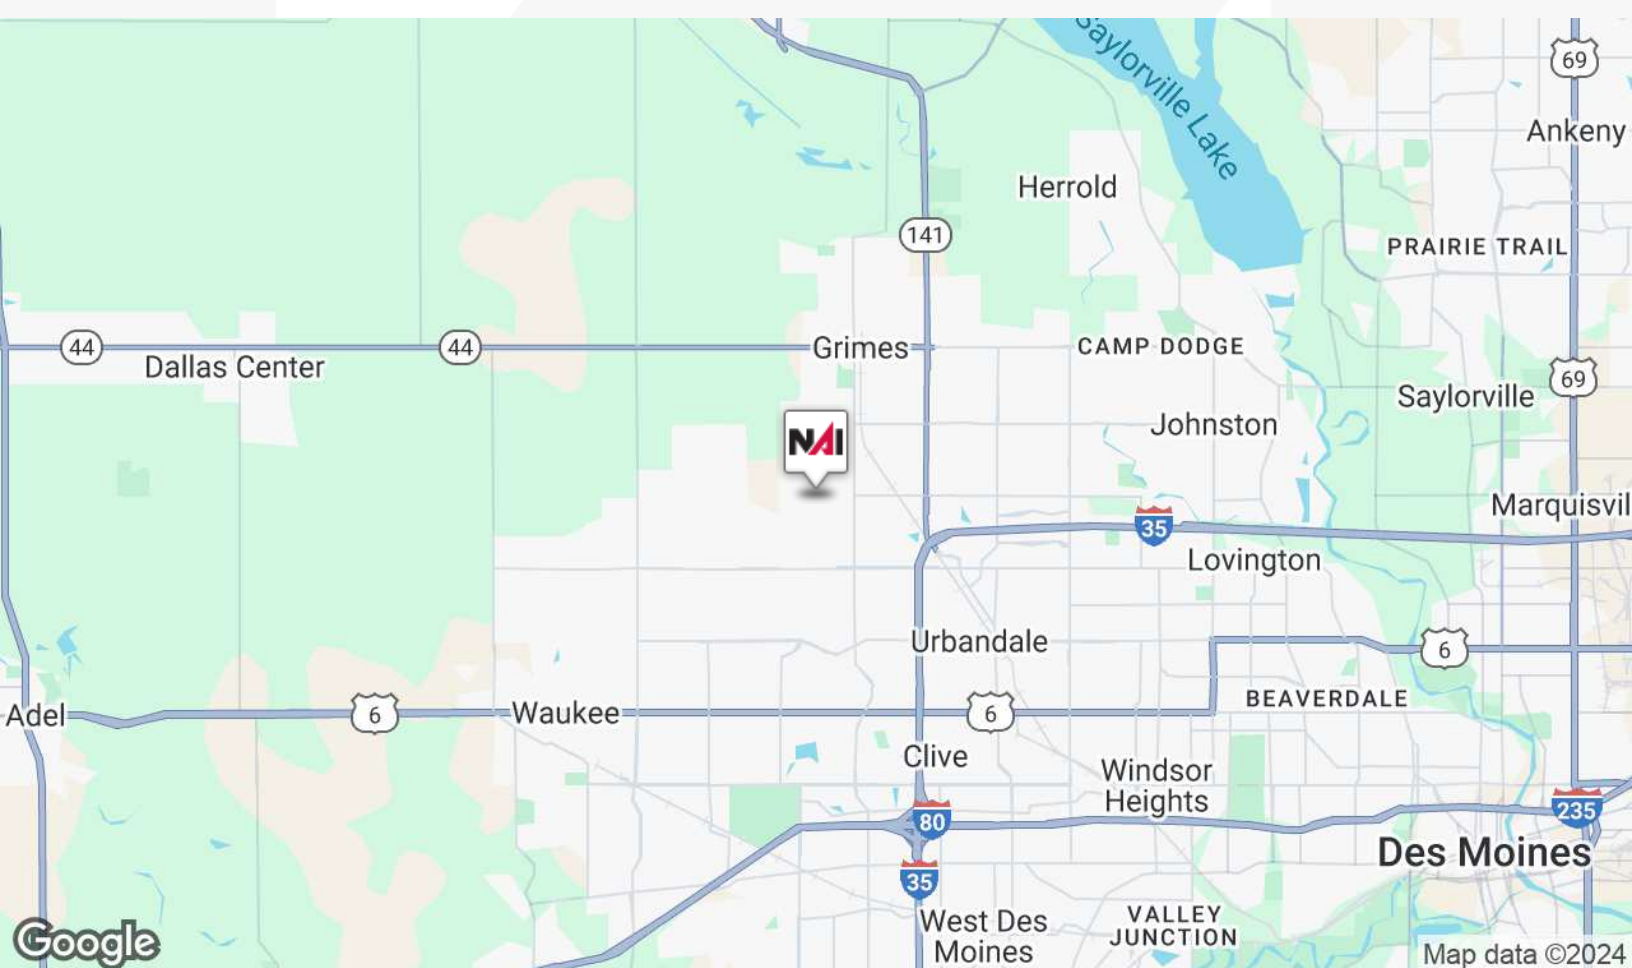 Saylorville Lake
69
Ankeny
Herrold
141
PRAIRIE TRAIL
44
Dallas Center
44
Grimes
CAMP DODGE
69
Saylorville
Johnston
NAI
Marquisvil
35
Lovington
Urbandale
6
BEAVERDALE
Adel
6
Waukee
6
Clive
Windsor
Heights
80
235
Des Moines
35
West Des
Moines
VALLEY
JUNCTION
Google
Map data ©2024